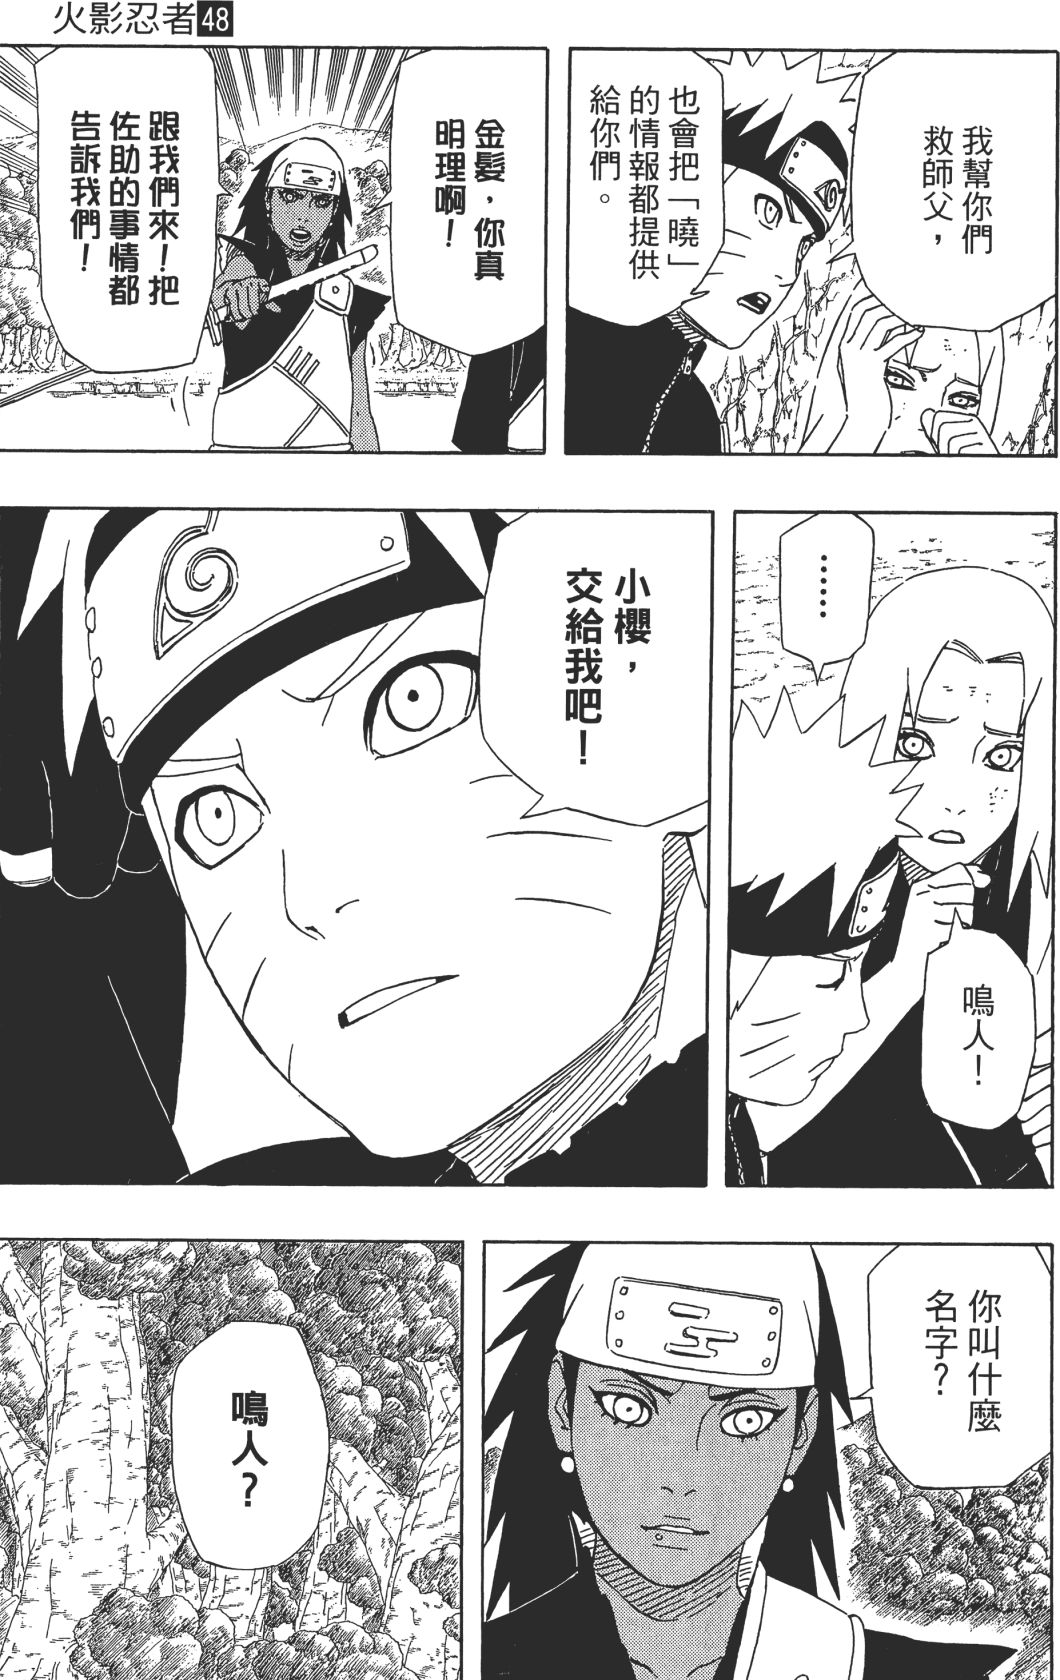 火影忍者48
我幫你們
救師父，
也會把「曉」
的情報都提供
給你們。
金髮，你真
明理啊！
跟我們來！把
佐助的事情都
告訴我們！
……
鳴人！
小櫻，
交給我吧！
你叫什麼
名字？
鳴人？